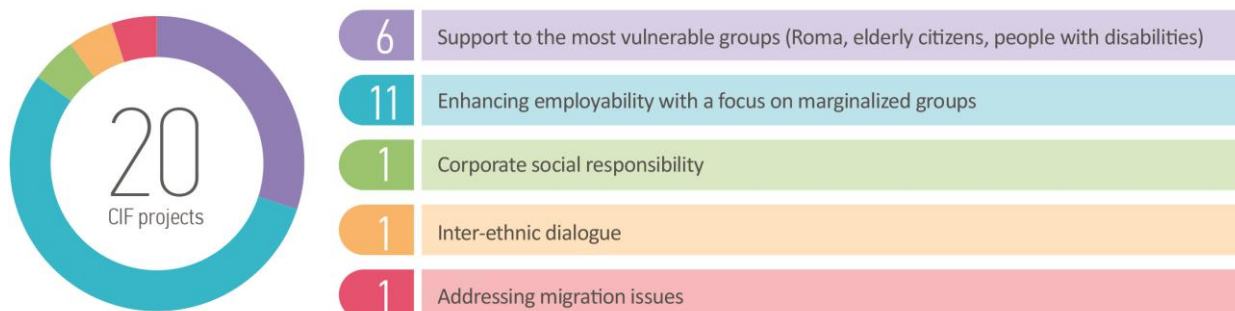 20
CIF projects
6 Support to the most vulnerable groups (Roma, elderly citizens, people with disabilities)
11 Enhancing employability with a focus on marginalized groups
1 Corporate social responsibility
1 Inter-ethnic dialogue
1 Addressing migration issues